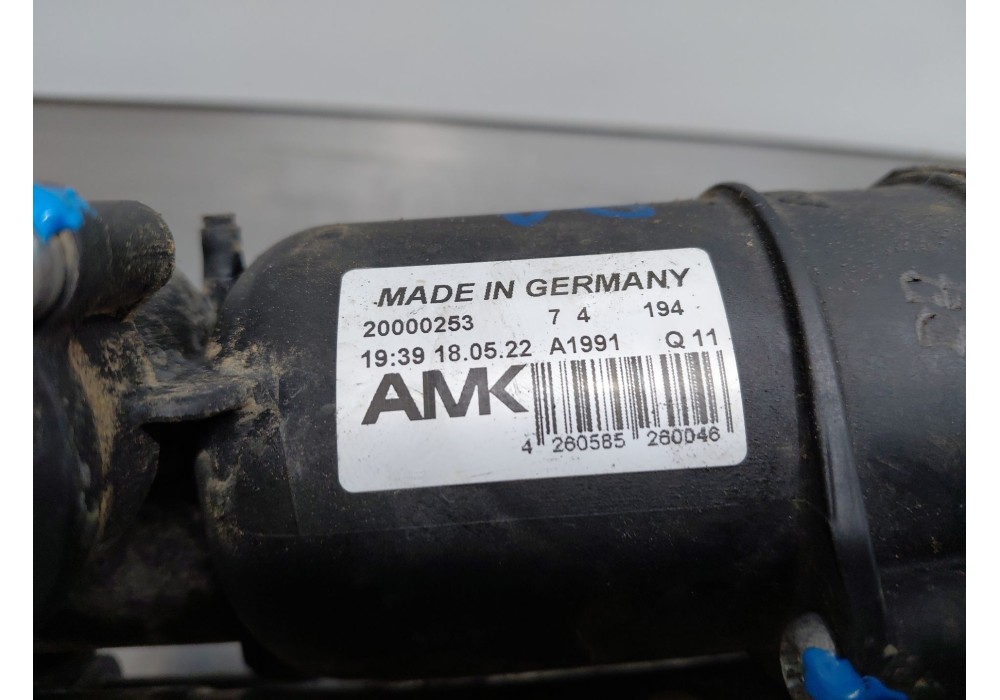 MADE IN GERMANY
20000253 7 4 194
19:39 18.05.22 A1991 Q 11
AMK
4 260585 260046